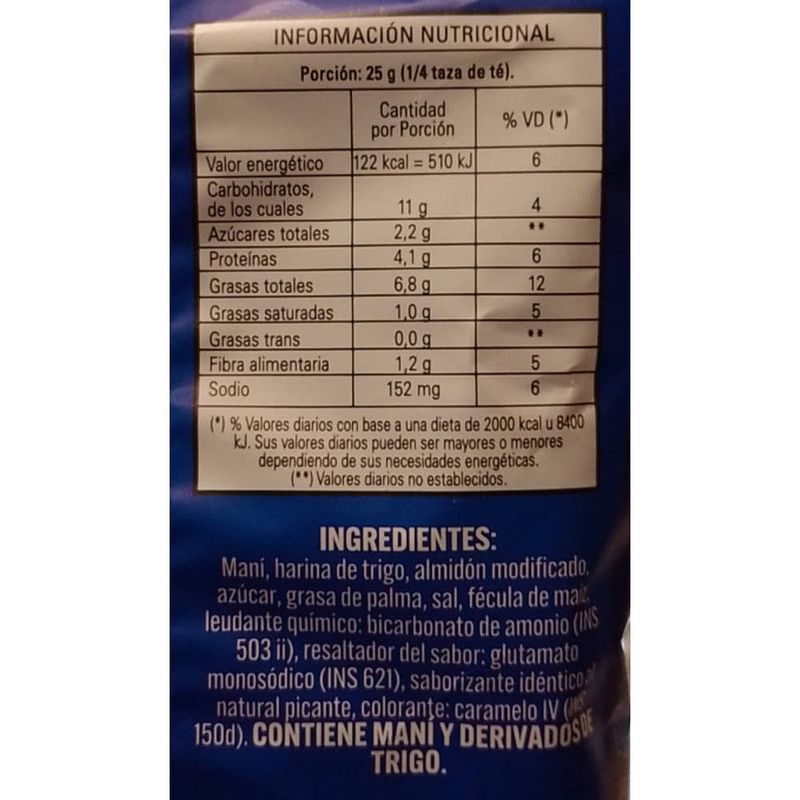 INFORMACIÓN NUTRICIONAL
Porción: 25 g (1/4 taza de té).
Cantidad por Porción % VD (*)
Valor energético 122 kcal = 510 kJ 6
Carbohidratos,
de los cuales 11 g 4
Azúcares totales 2,2 g **
Proteínas 4,1 g 6
Grasas totales 6,8 g 12
Grasas saturadas 1,0 g 5
Grasas trans 0,0 g **
Fibra alimentaria 1,2 g 5
Sodio 152 mg 6
(*) % Valores diarios con base a una dieta de 2000 kcal u 8400
kJ. Sus valores diarios pueden ser mayores o menores
dependiendo de sus necesidades energéticas.
(**) Valores diarios no establecidos.
INGREDIENTES:
Maní, harina de trigo, almidón modificado,
azúcar, grasa de palma, sal, fécula de maíz,
leudante químico: bicarbonato de amonio (INS
503 ii), resaltador del sabor: glutamato
monosódico (INS 621), saborizante idéntico al
natural picante, colorante: caramelo IV (INS
150d). CONTIENE MANÍ Y DERIVADOS DE
TRIGO.